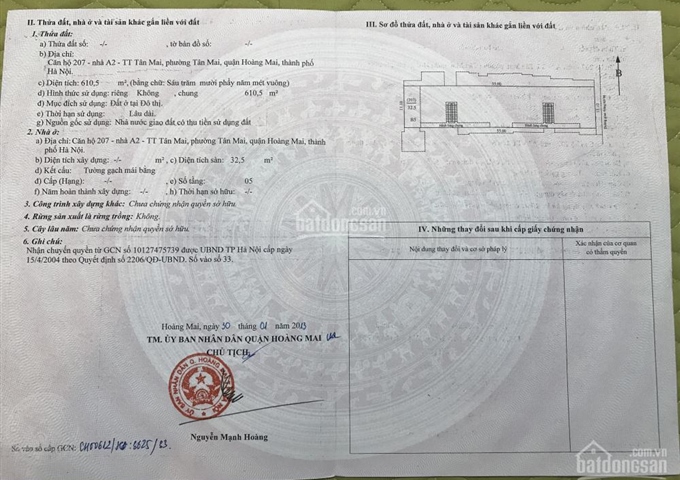 II. Thửa đất, nhà ở và tài sản khác gắn liền với đất
1. Thửa đất:
a) Thửa đất số: -/- , tờ bản đồ số: -/-
b) Địa chỉ:
Căn hộ 207 - nhà A2 - TT Tân Mai, phường Tân Mai, quận Hoàng Mai, thành phố
Hà Nội.
c) Diện tích: 610,5 m², (bằng chữ: Sáu trăm mười phẩy năm mét vuông)
d) Hình thức sử dụng: riêng Không , chung 610,5 m²
đ) Mục đích sử dụng: Đất ở tại Đô thị.
e) Thời hạn sử dụng: Lâu dài.
g) Nguồn gốc sử dụng: Nhà nước giao đất có thu tiền sử dụng đất
2. Nhà ở:
a) Địa chỉ: Căn hộ 207 - nhà A2 - TT Tân Mai, phường Tân Mai, quận Hoàng Mai, thành
phố Hà Nội.
b) Diện tích xây dựng: -/- m² , c) Diện tích sàn: 32,5 m²
d) Kết cấu: Tường gạch mái bằng
đ) Cấp (Hạng): -/- , e) Số tầng: 05
f) Năm hoàn thành xây dựng: -/- , h) Thời hạn sở hữu: -/-
3. Công trình xây dựng khác: Chưa chứng nhận quyền sở hữu.
4. Rừng sản xuất là rừng trồng: Không.
5. Cây lâu năm: Chưa chứng nhận quyền sở hữu.
6. Ghi chú:
Nhận chuyển quyền từ GCN số 10127475739 được UBND TP Hà Nội cấp ngày
15/4/2004 theo Quyết định số 2206/QĐ-UBND. Số vào số 33.
Hoàng Mai, ngày 30 tháng 01 năm 2013
TM. ỦY BAN NHÂN DÂN QUẬN HOÀNG MAI
CHỦ TỊCH
Nguyễn Mạnh Hoàng
Số vào sổ cấp GCN:
III. Sơ đồ thửa đất, nhà ở và tài sản khác gắn liền với đất
B
IV. Những thay đổi sau khi cấp giấy chứng nhận
Nội dung thay đổi và cơ sở pháp lý
Xác nhận của cơ quan
có thẩm quyền
batdongsan
.com.vn
batdongsan